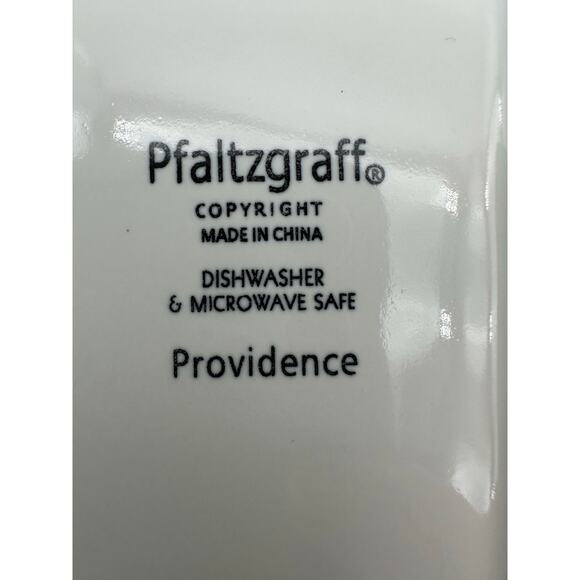 Pfaltzgraff®
COPYRIGHT
MADE IN CHINA
DISHWASHER
& MICROWAVE SAFE
Providence